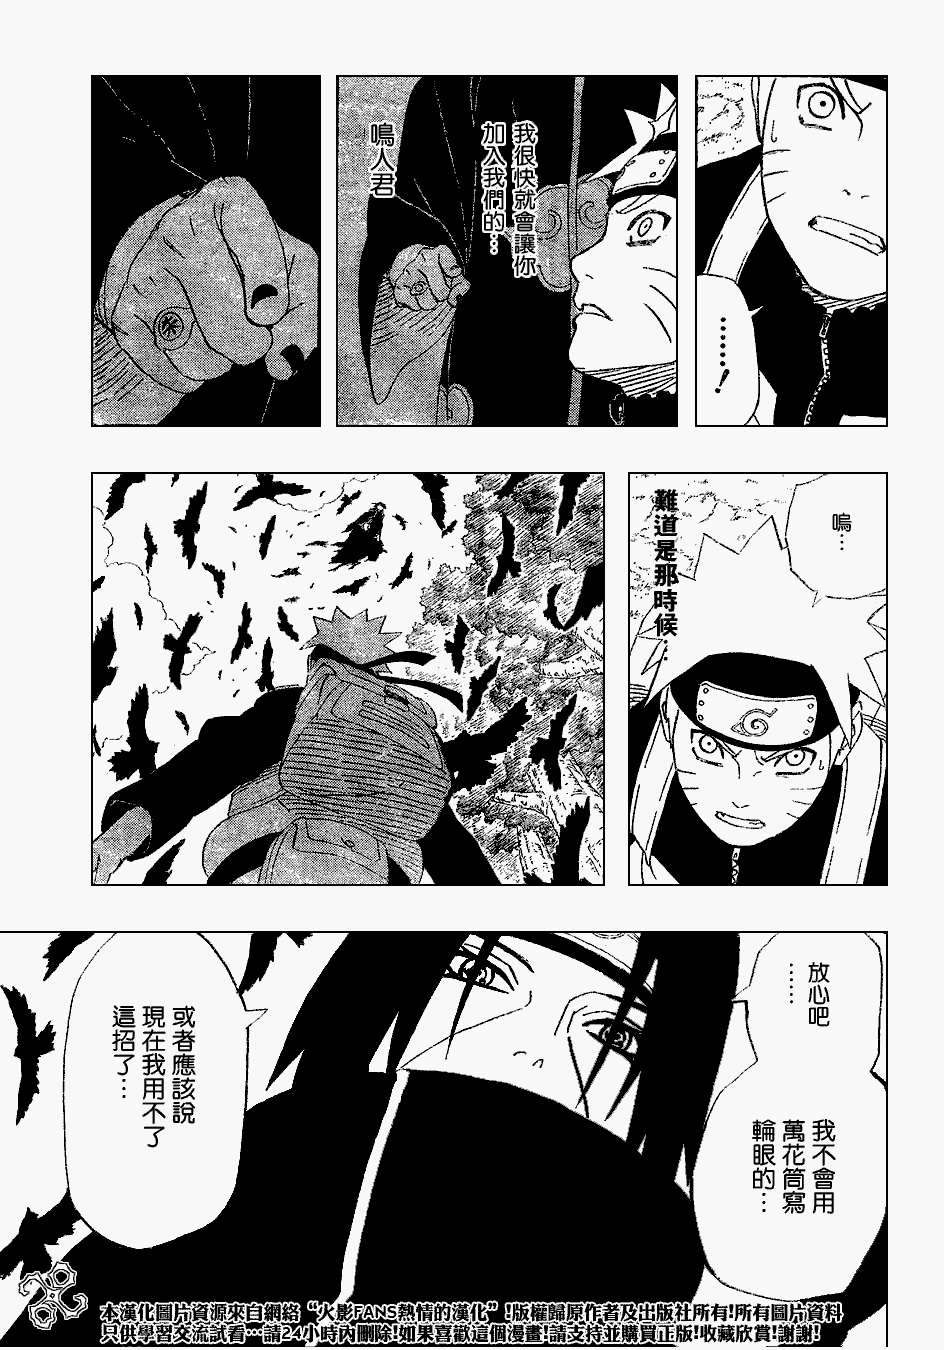 ……！
我很快就會讓你
加入我們的…
鳴人君
朱
嗚…
難道是那時候…
放心吧
……
我不會用
萬花筒寫
輪眼的…
或者應該說
現在我用不了
這招了…
本漢化圖片資源來自網絡“火影FANS熱情的漢化”！版權歸原作者及出版社所有！所有圖片資料
只供學習交流試看…請24小時內刪除！如果喜歡這個漫畫！請支持並購買正版！收藏欣賞！謝謝！